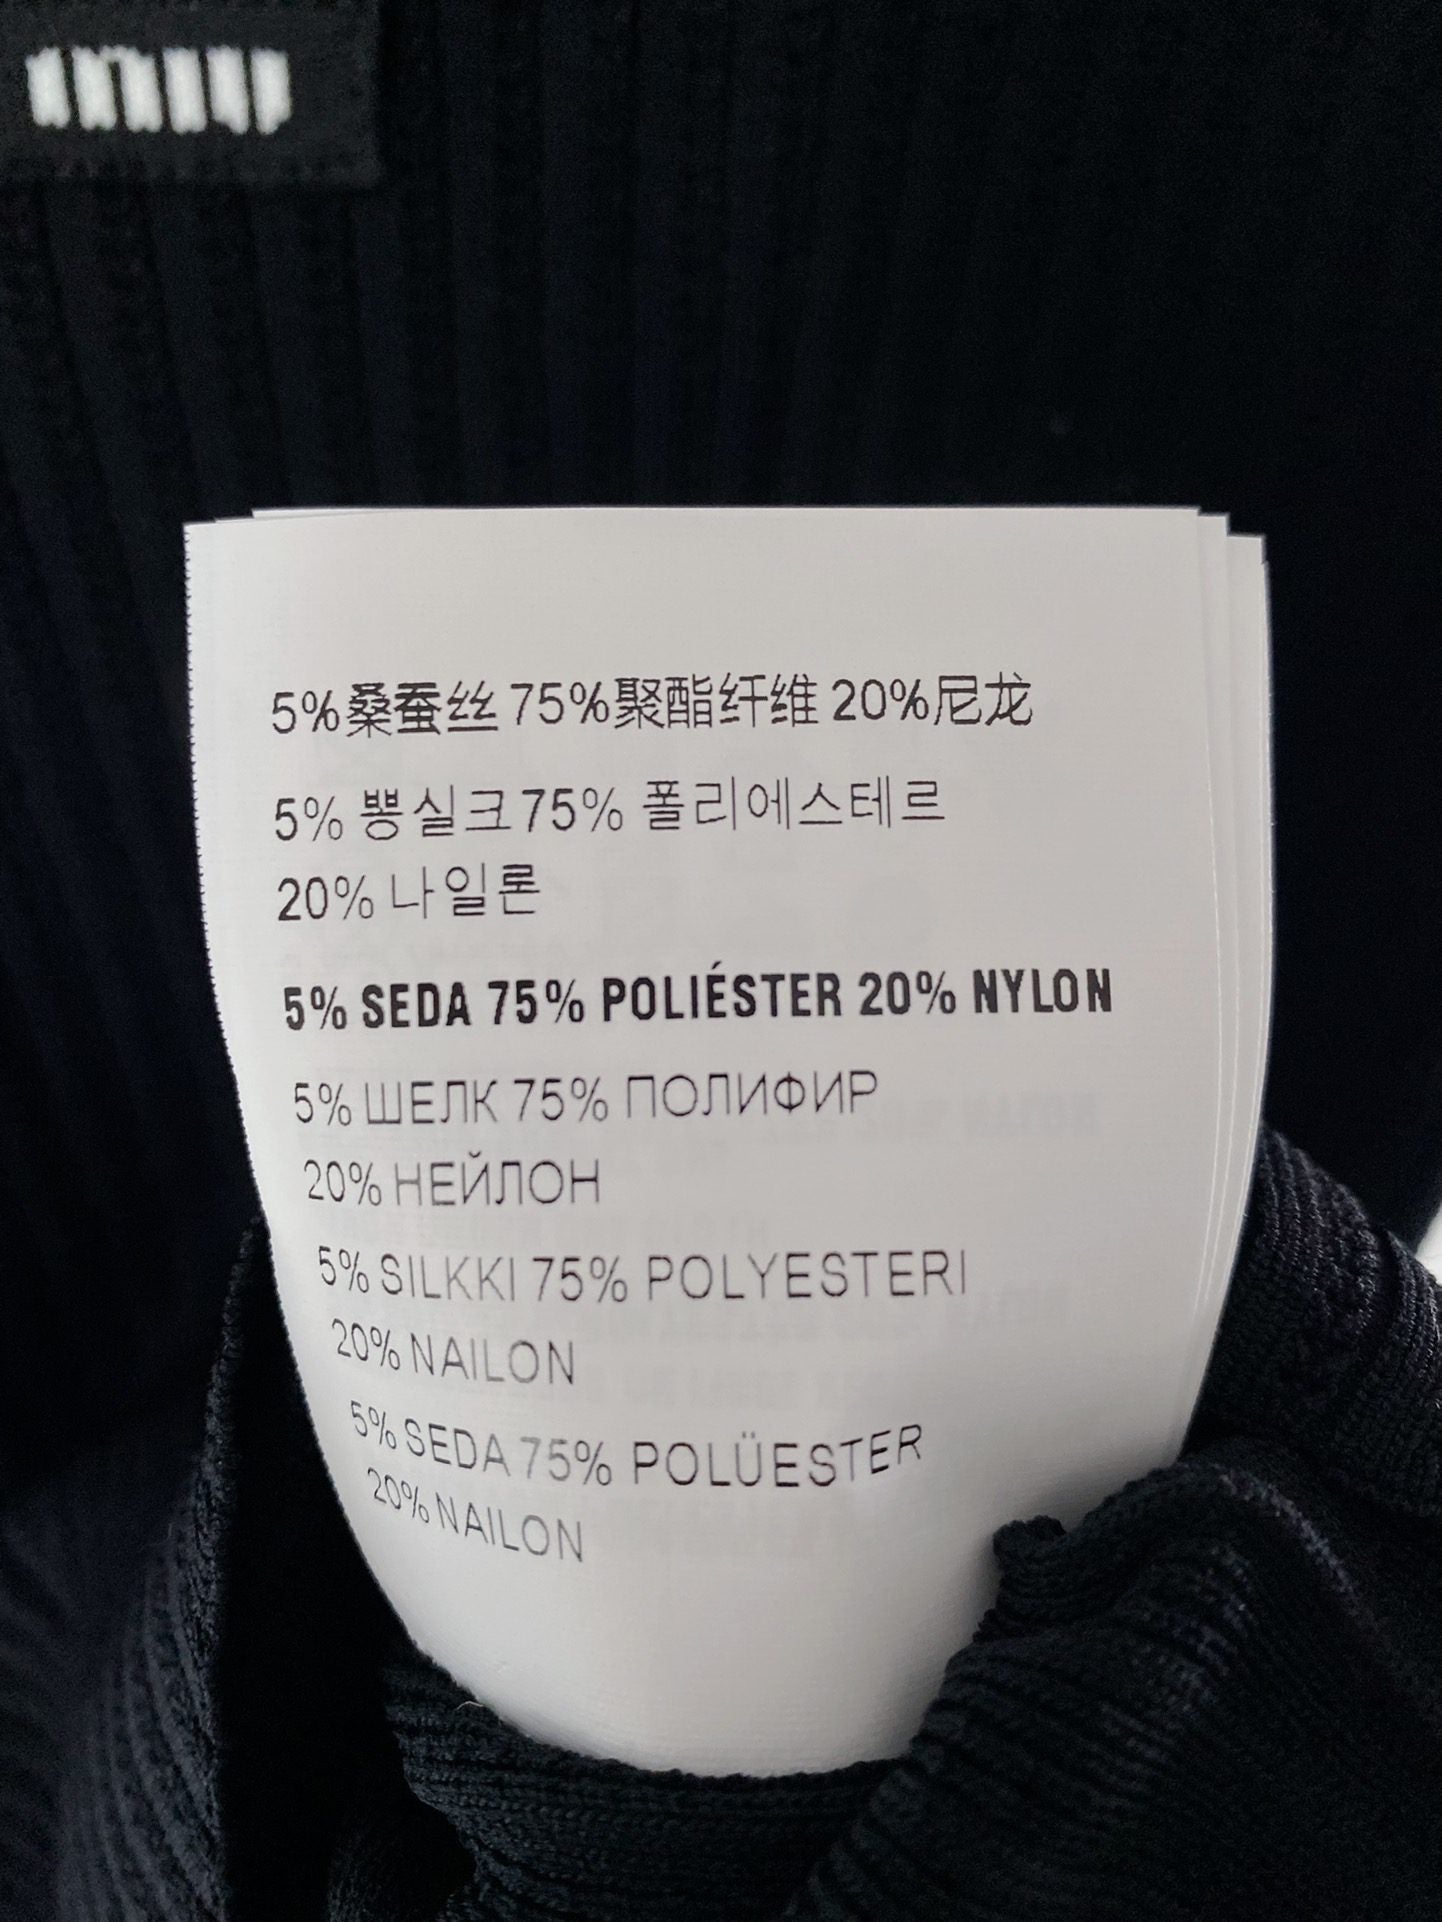 5%桑蚕丝 75%聚酯纤维 20%尼龙
5% 뽕실크 75% 폴리에스테르
20% 나일론
5% SEDA 75% POLIÉSTER 20% NYLON
5% ШЕЛК 75% ПОЛИФИР
20% НЕЙЛОН
5% SILKKI 75% POLYESTERI
20% NAILON
5% SEDA 75% POLÜESTER
20% NAILON